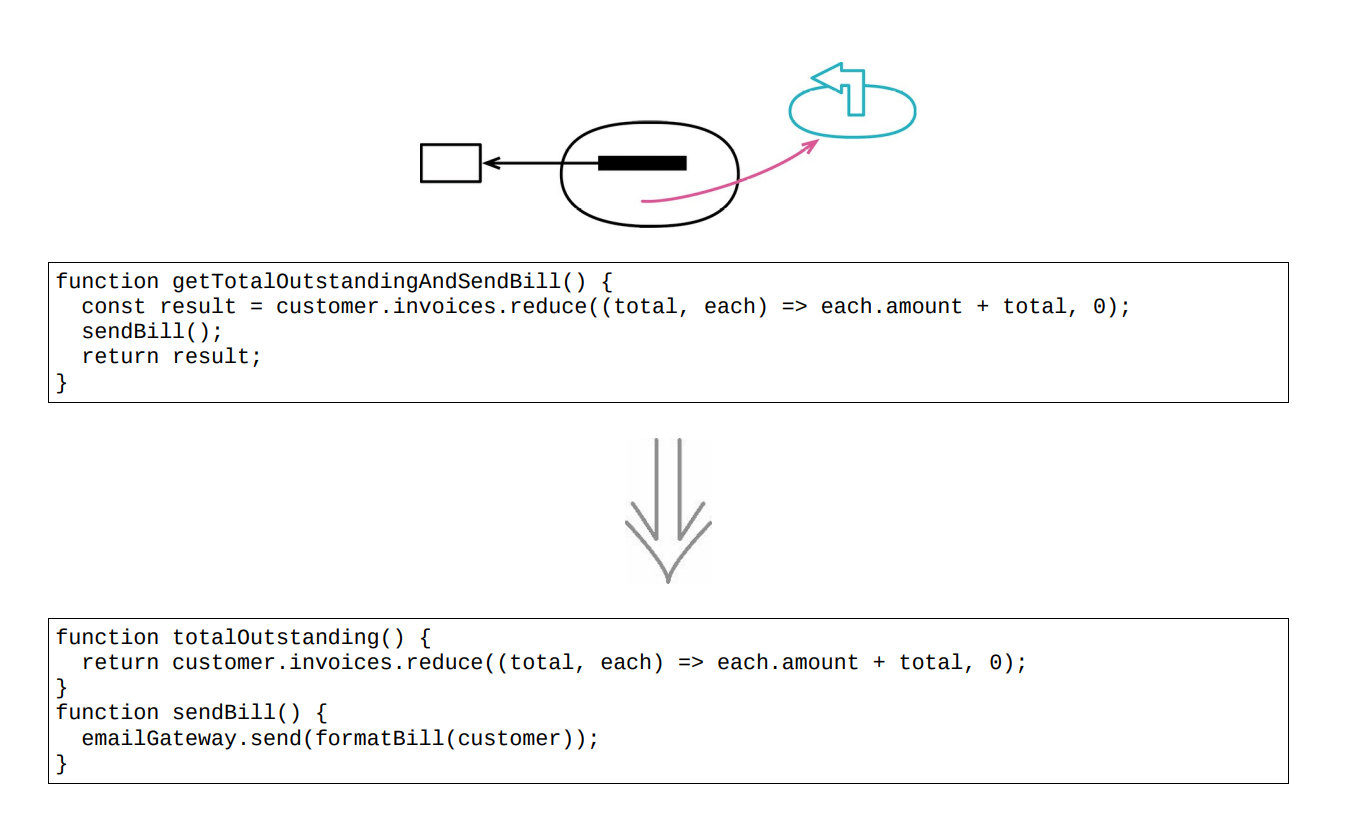 function getTotalOutstandingAndSendBill() {
  const result = customer.invoices.reduce((total, each) => each.amount + total, 0);
  sendBill();
  return result;
}
function totalOutstanding() {
  return customer.invoices.reduce((total, each) => each.amount + total, 0);
}
function sendBill() {
  emailGateway.send(formatBill(customer));
}